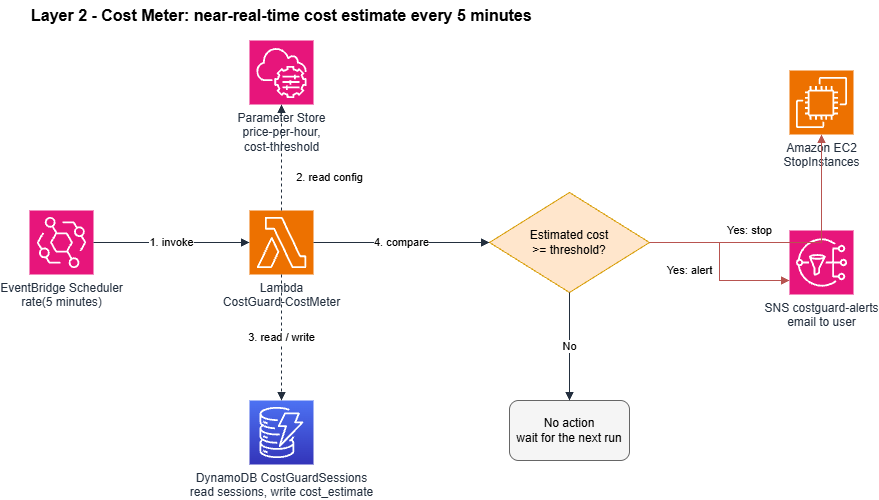 Layer 2 - Cost Meter: near-real-time cost estimate every 5 minutes
Parameter Store
price-per-hour,
cost-threshold
Amazon EC2
StopInstances
2. read config
1. invoke
4. compare
Estimated cost
>= threshold?
Yes: stop
Yes: alert
EventBridge Scheduler
rate(5 minutes)
Lambda
CostGuard-CostMeter
SNS costguard-alerts
email to user
3. read / write
No
No action
wait for the next run
DynamoDB CostGuardSessions
read sessions, write cost_estimate